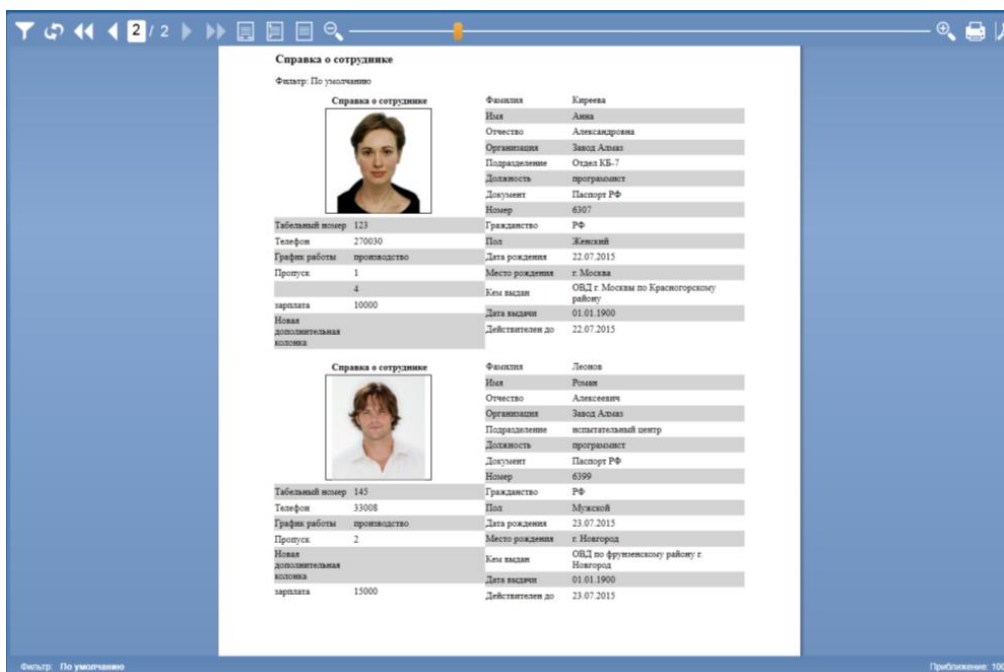 2 / 2
Справка о сотруднике
Фильтр: По умолчанию
Справка о сотруднике
Табельный номер 123
Телефон 270030
График работы производство
Пропуск 1
4
зарплата 10000
Новая
дополнительная
колонка
Фамилия Киреева
Имя Анна
Отчество Александровна
Организация Завод Алмаз
Подразделение Отдел КБ-7
Должность программист
Документ Паспорт РФ
Номер 6307
Гражданство РФ
Пол Женский
Дата рождения 22.07.2015
Место рождения г. Москва
Кем выдан ОВД г. Москвы по Красногорскому
району
Дата выдачи 01.01.1900
Действителен до 22.07.2015
Справка о сотруднике
Табельный номер 145
Телефон 33008
График работы производство
Пропуск 2
Новая
дополнительная
колонка
зарплата 15000
Фамилия Леонов
Имя Роман
Отчество Алексеевич
Организация Завод Алмаз
Подразделение испытательный центр
Должность программист
Документ Паспорт РФ
Номер 6399
Гражданство РФ
Пол Мужской
Дата рождения 23.07.2015
Место рождения г. Новгород
Кем выдан ОВД по фрунзенскому району г.
Новгород
Дата выдачи 01.01.1900
Действителен до 23.07.2015
Фильтр: По умолчанию
Приближение: 100